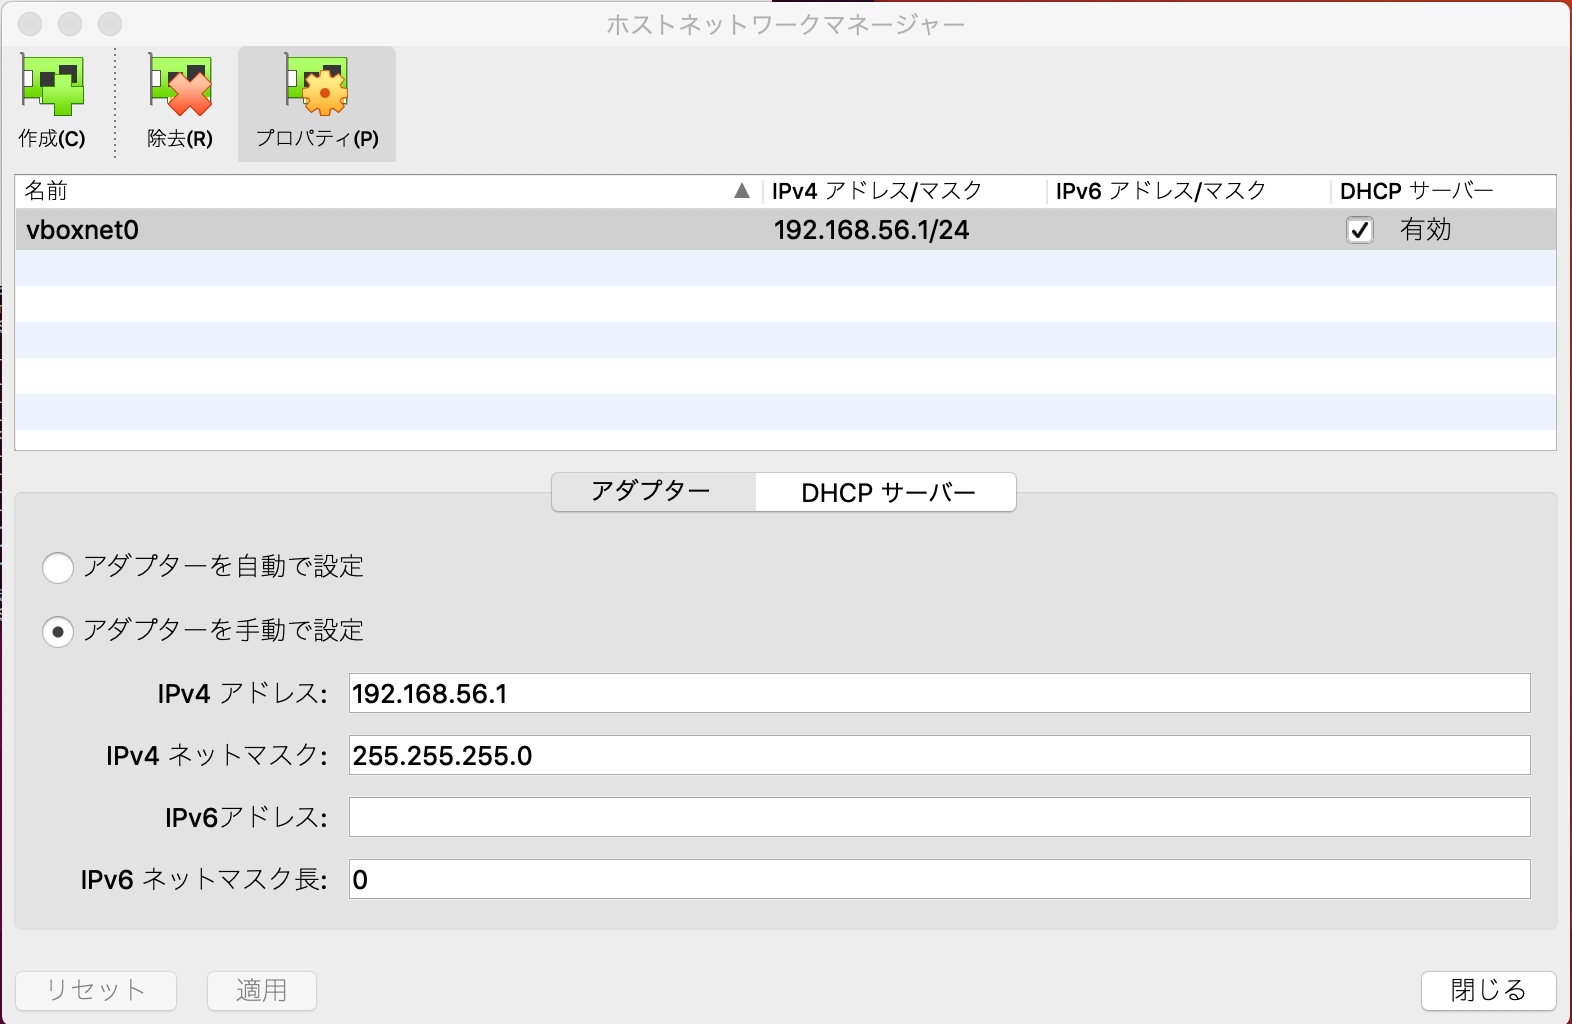 ホストネットワークマネージャー
作成(C)
除去(R)
プロパティ(P)
名前
IPv4 アドレス/マスク
IPv6 アドレス/マスク
DHCP サーバー
vboxnet0
192.168.56.1/24
有効
アダプター
DHCP サーバー
アダプターを自動で設定
アダプターを手動で設定
IPv4 アドレス:
192.168.56.1
IPv4 ネットマスク:
255.255.255.0
IPv6アドレス:
IPv6 ネットマスク長:
0
リセット
適用
閉じる